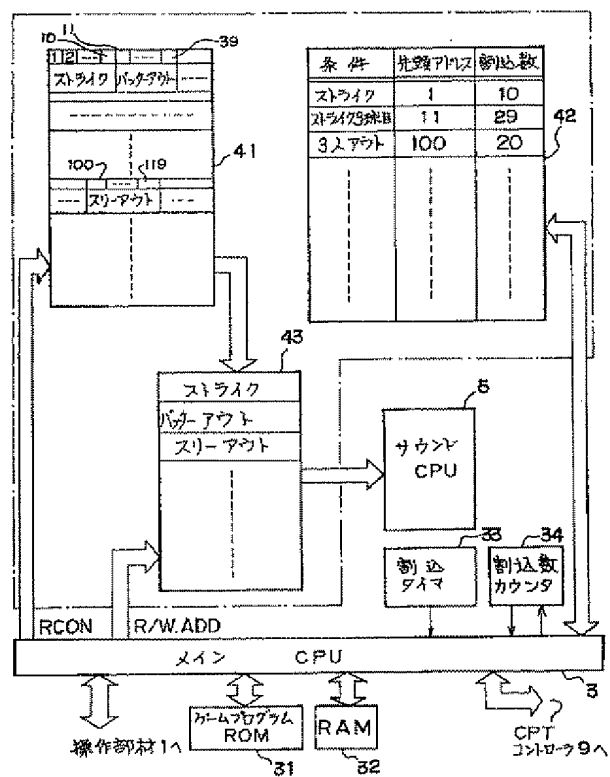 11
10
39
1 2
ストライク バッターアウト
41
100 119
スリーアウト
条件 先頭アドレス 割込数
ストライク 1 10
ストライク3球目 11 29
3人アウト 100 20
42
43
ストライク
バッターアウト
スリーアウト
5
サウンド
CPU
33
割込
タイマ
34
割込数
カウンタ
RCON R/W.ADD
メイン CPU
3
操作部材1へ
ゲームプログラム
ROM
31
RAM
32
CPT
コントローラ9へ